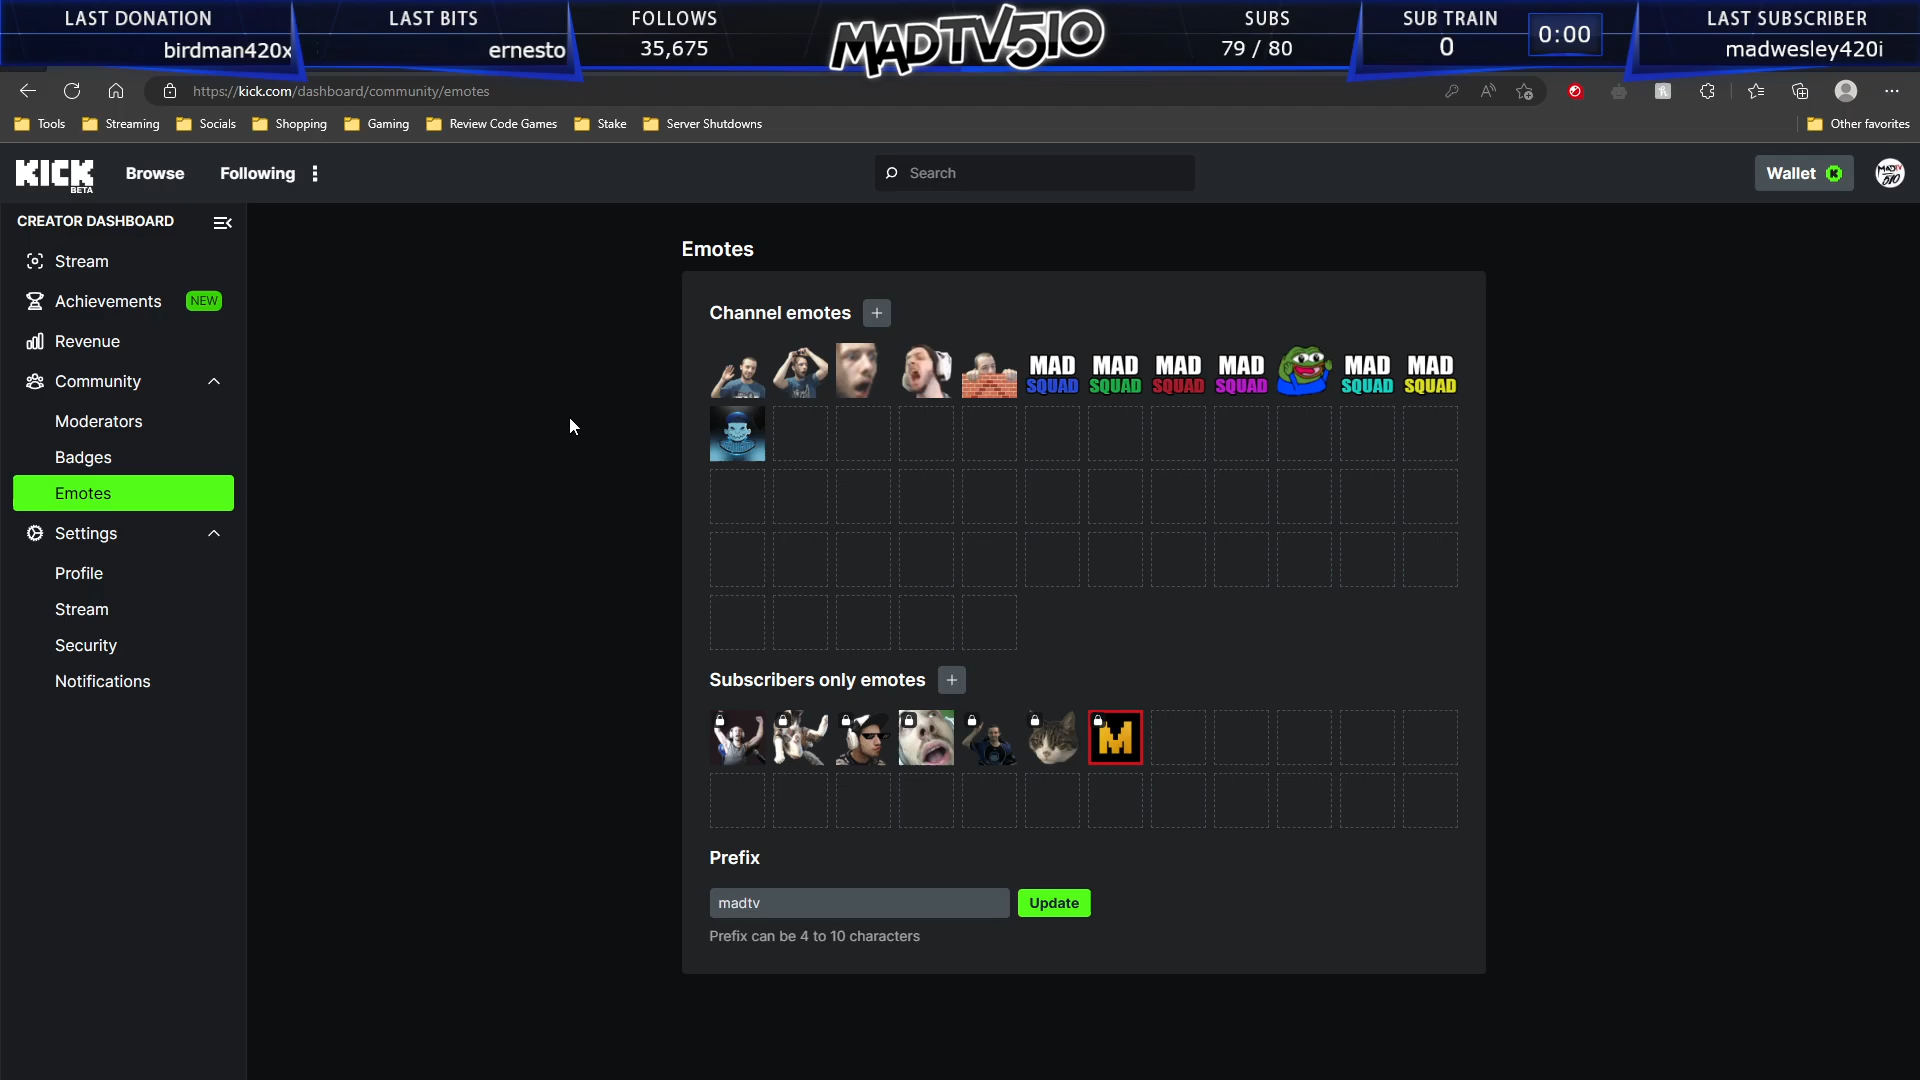 LAST DONATION
birdman420x
LAST BITS
ernesto
FOLLOWS
35,675
MADTV510
SUBS
79 / 80
SUB TRAIN
0
0:00
LAST SUBSCRIBER
madwesley420i
https://kick.com/dashboard/community/emotes
Tools
Streaming
Socials
Shopping
Gaming
Review Code Games
Stake
Server Shutdowns
Other favorites
KICK
BETA
Browse
Following
Search
Wallet
MADTV
510
CREATOR DASHBOARD
Stream
Achievements NEW
Revenue
Community
Moderators
Badges
Emotes
Settings
Profile
Stream
Security
Notifications
Emotes
Channel emotes +
MAD SQUAD
MAD SQUAD
MAD SQUAD
MAD SQUAD
MAD SQUAD
MAD SQUAD
Subscribers only emotes +
M
Prefix
madtv
Update
Prefix can be 4 to 10 characters